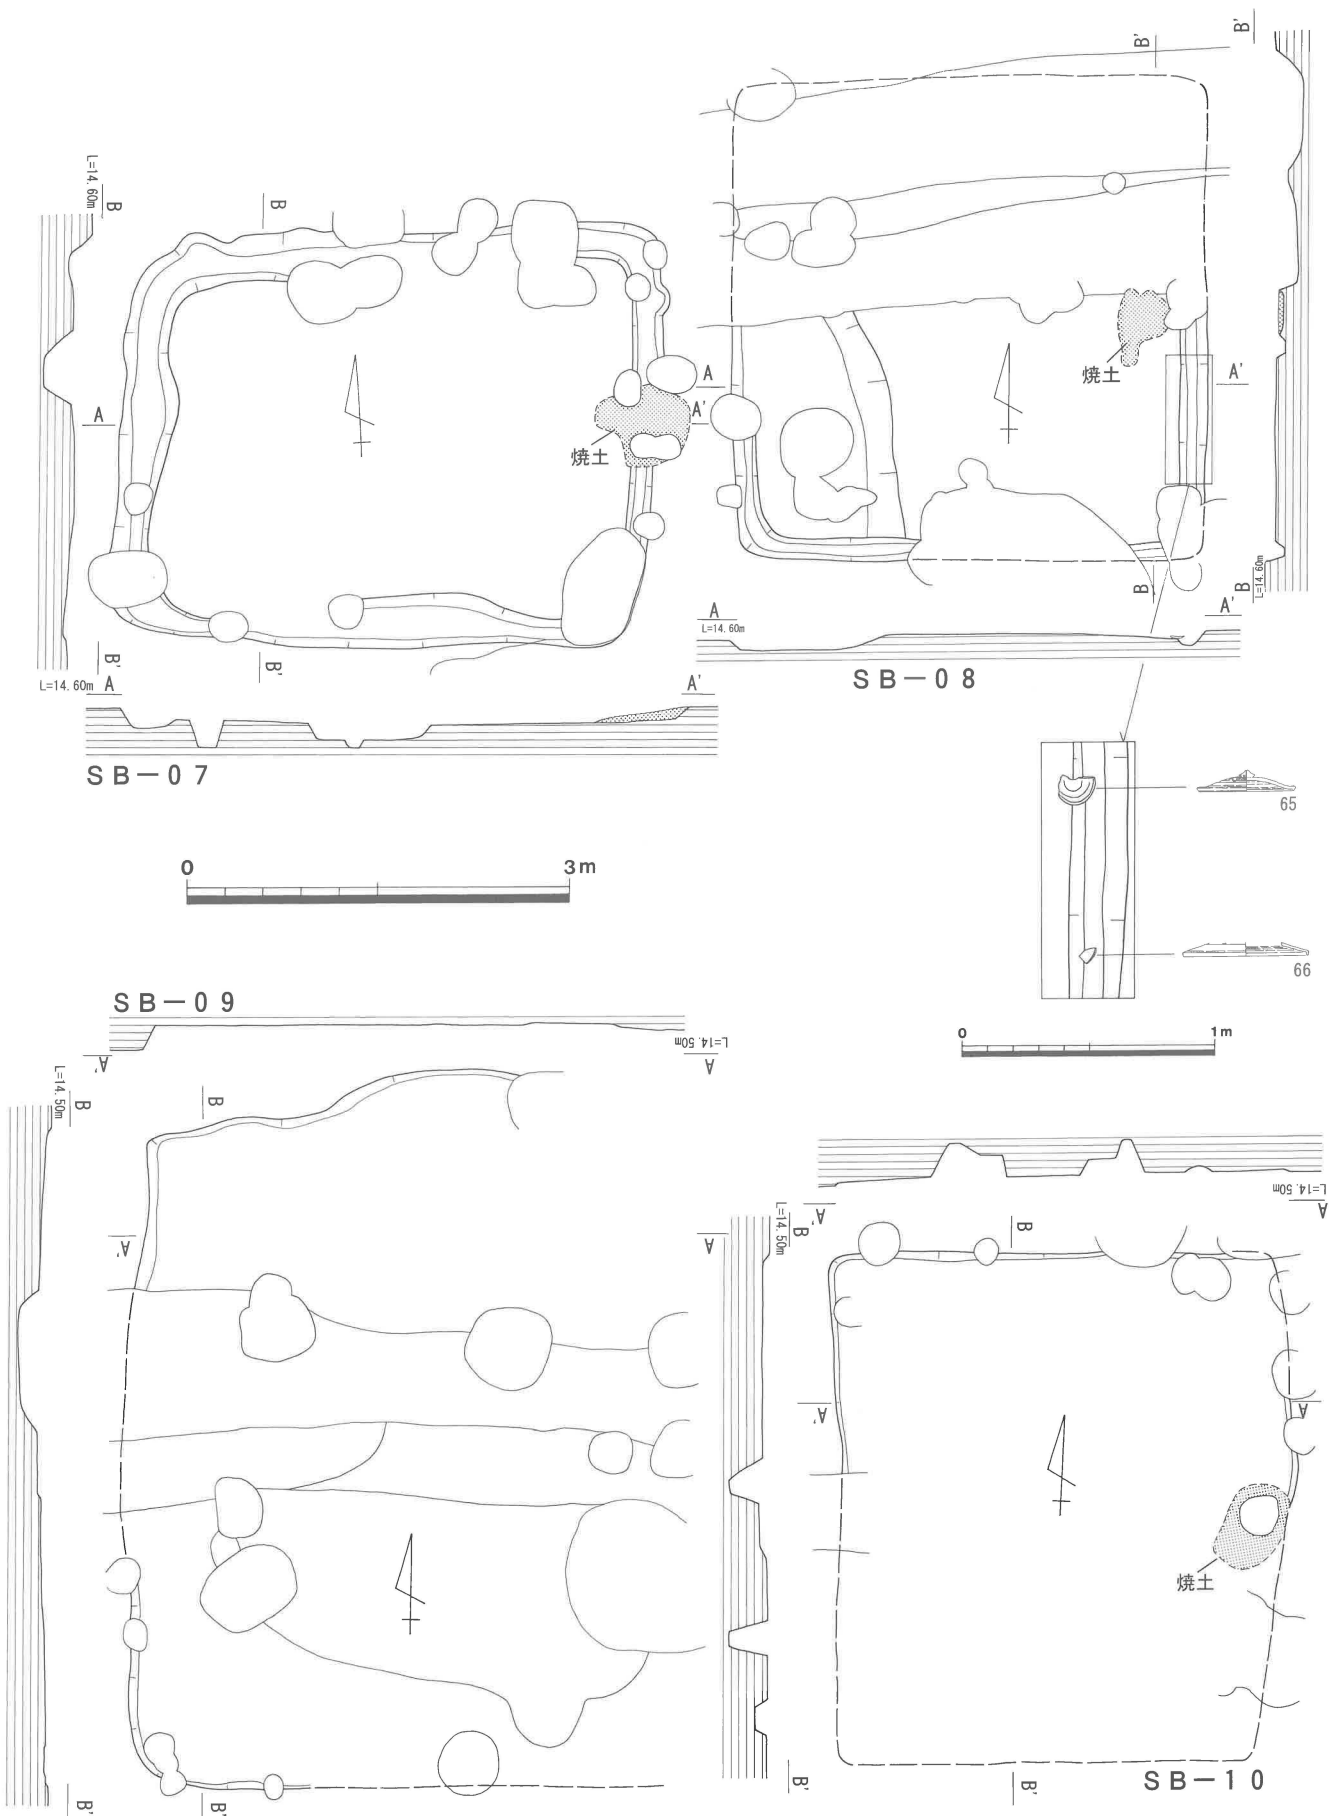 B'
B'
L=14.60m
B
B
A
A'
焼土
A
B'
B'
L=14.60m A
A'
SB-07
焼土
A'
B
B
L=14.60m
A
L=14.60m
A'
SB-08
65
66
0 3m
0 1m
SB-09
A'
L=14.50m
A
L=14.50m
B
B
A'
A
B'
B'
L=14.50m
A
A'
L=14.50m
B
B
A'
A
焼土
B'
B'
SB-10